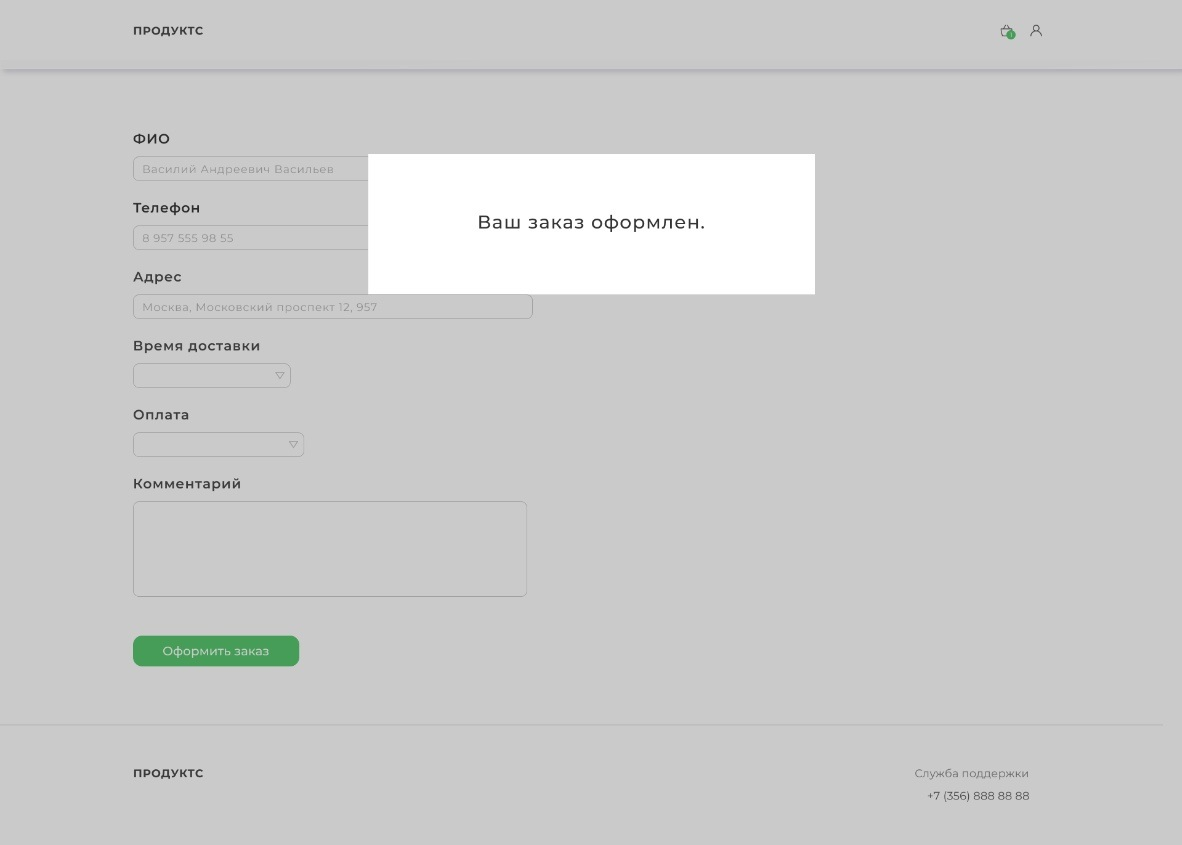 ПРОДУКТС
1
ФИО
Василий Андреевич Васильев
Ваш заказ оформлен.
Телефон
8 957 555 98 55
Адрес
Москва, Московский проспект 12, 957
Время доставки
Оплата
Комментарий
Оформить заказ
ПРОДУКТС
Служба поддержки
+7 (356) 888 88 88